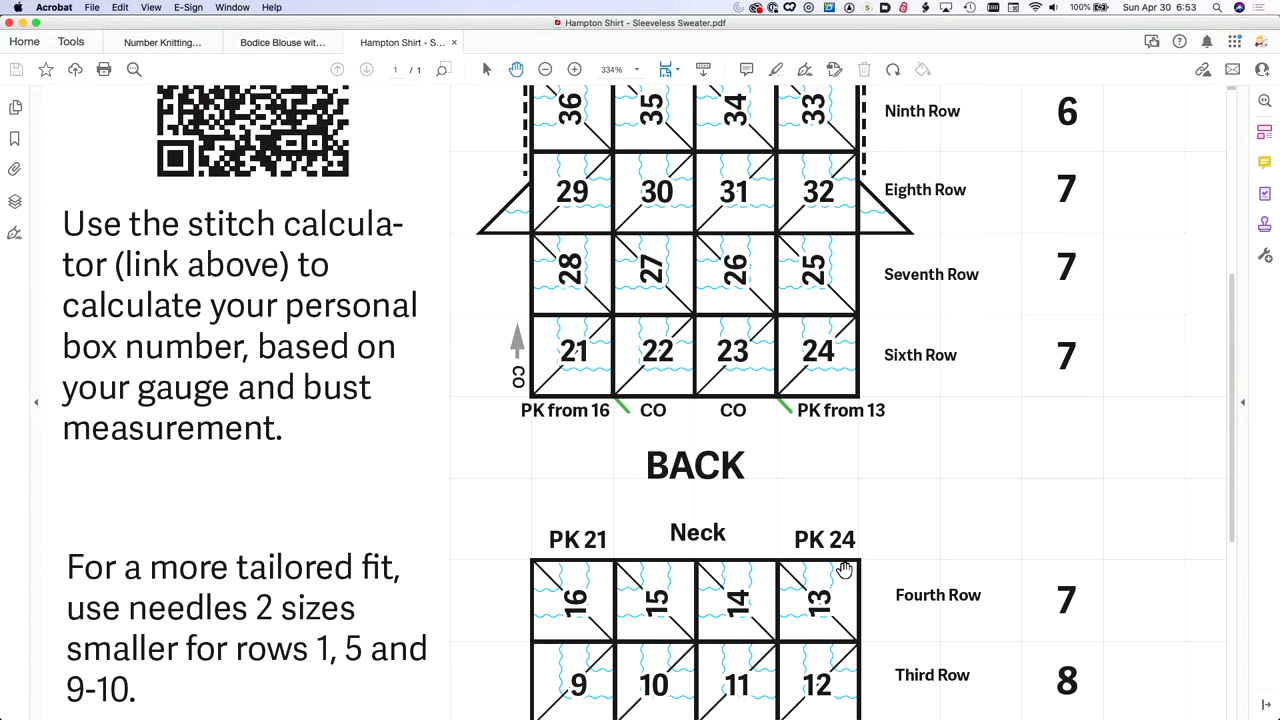 Acrobat File Edit View E-Sign Window Help
100% Sun Apr 30 6:53
Hampton Shirt - Sleeveless Sweater.pdf
Home Tools Number Knitting... Bodice Blouse wit... Hampton Shirt - S... ×
1 / 1 334%
Use the stitch calcula-
tor (link above) to
calculate your personal
box number, based on
your gauge and bust
measurement.
For a more tailored fit,
use needles 2 sizes
smaller for rows 1, 5 and
9-10.
36 35 34 33 Ninth Row 6
29 30 31 32 Eighth Row 7
28 27 26 25 Seventh Row 7
21 22 23 24 Sixth Row 7
CO
PK from 16 CO CO PK from 13
BACK
Neck
PK 21 PK 24
16 15 14 13 Fourth Row 7
9 10 11 12 Third Row 8